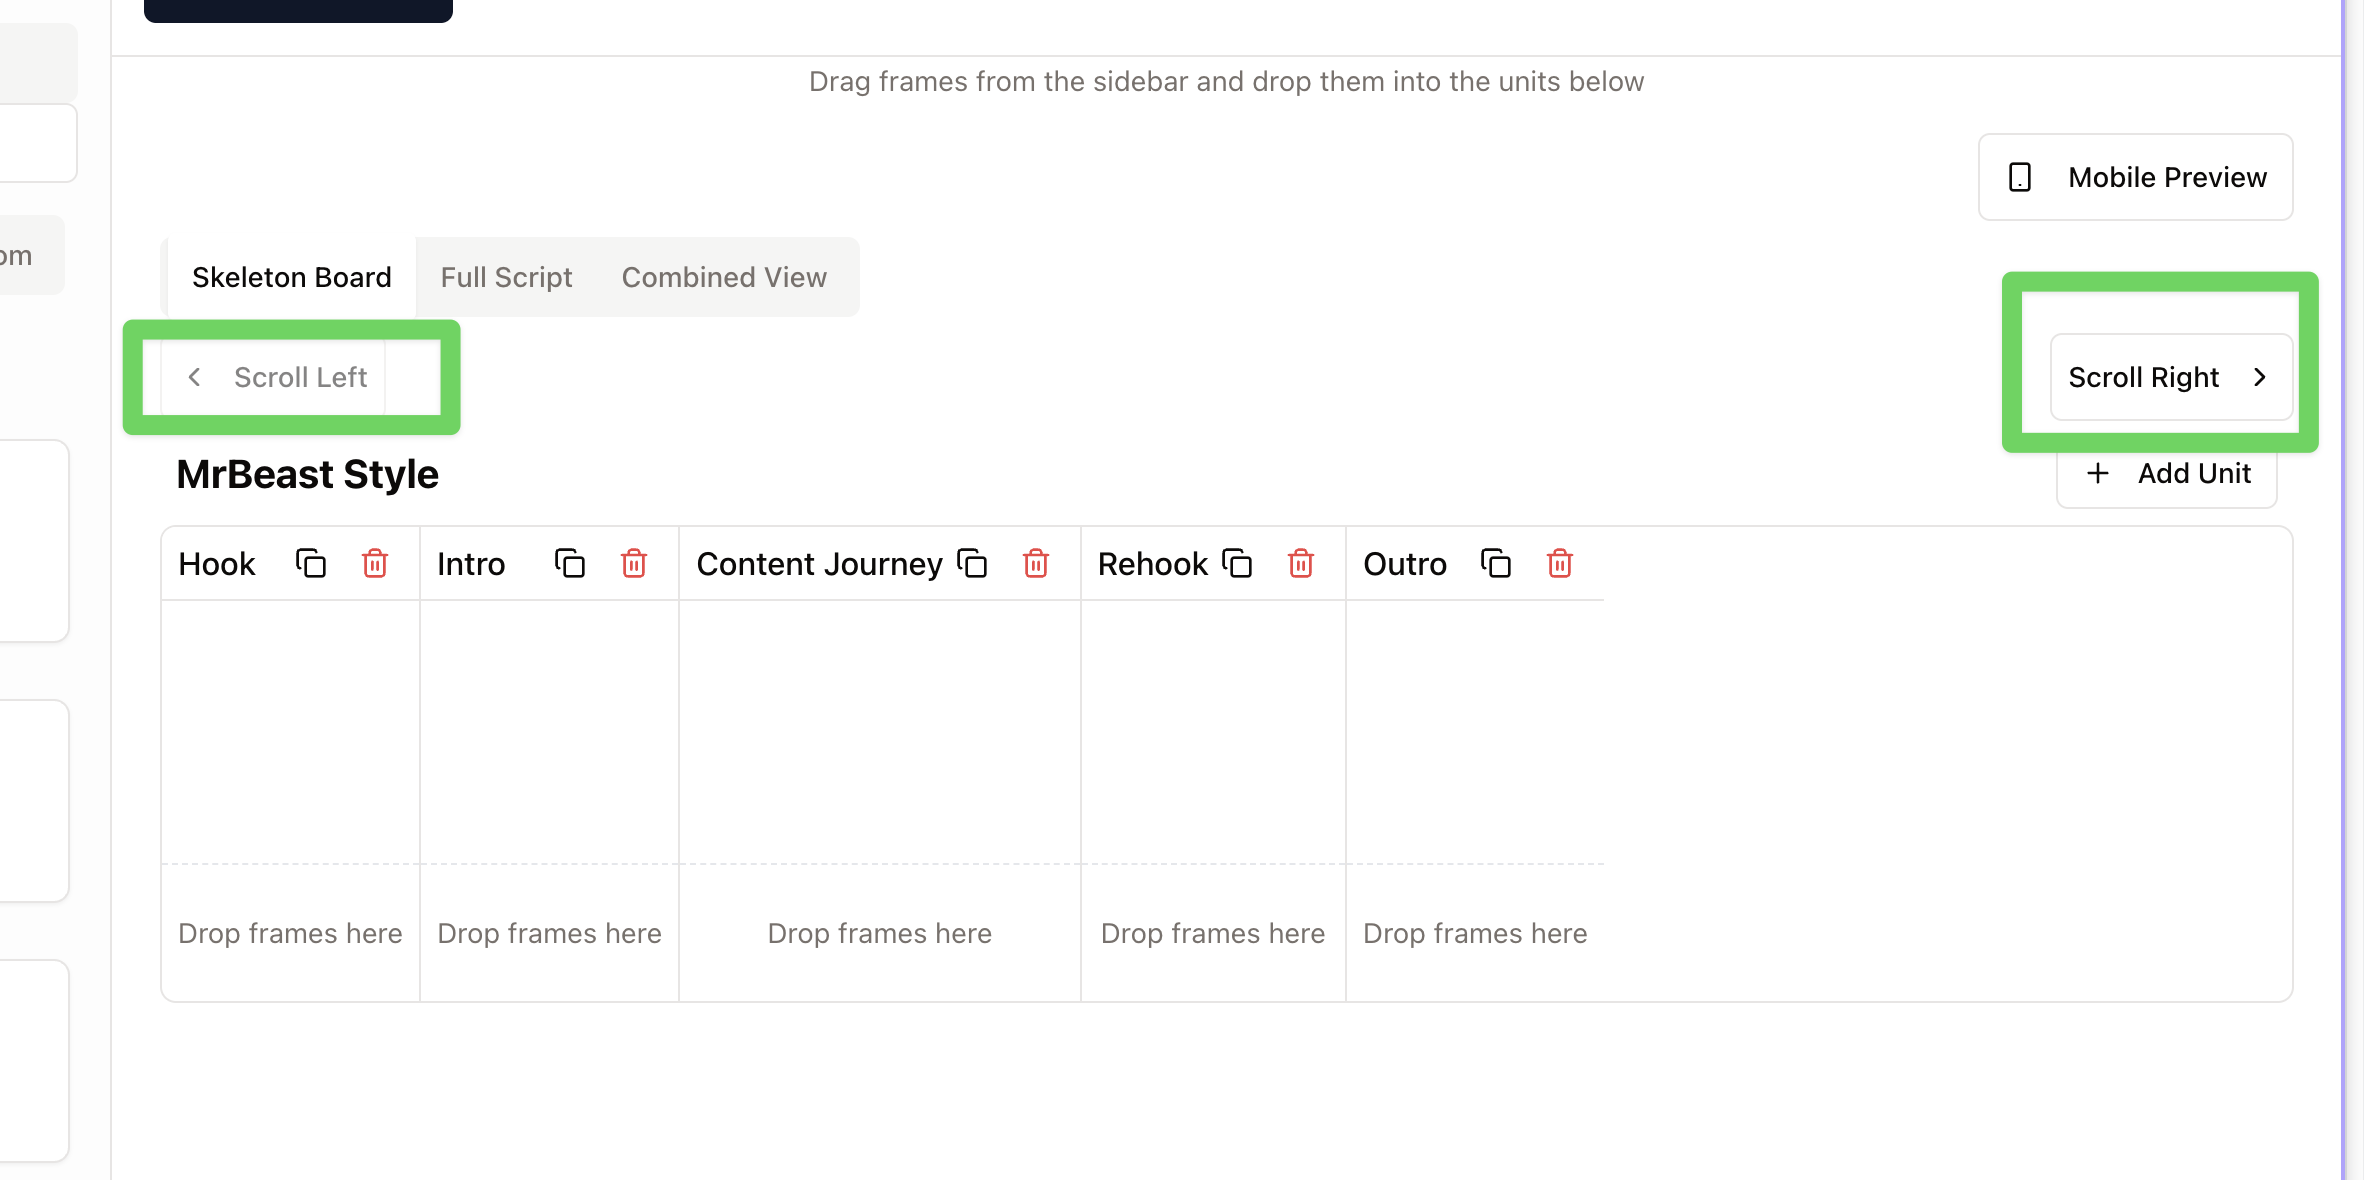 Drag frames from the sidebar and drop them into the units below
Mobile Preview
om
Skeleton Board Full Script Combined View
Scroll Left Scroll Right
MrBeast Style Add Unit
Hook Intro Content Journey Rehook Outro
Drop frames here Drop frames here Drop frames here Drop frames here Drop frames here